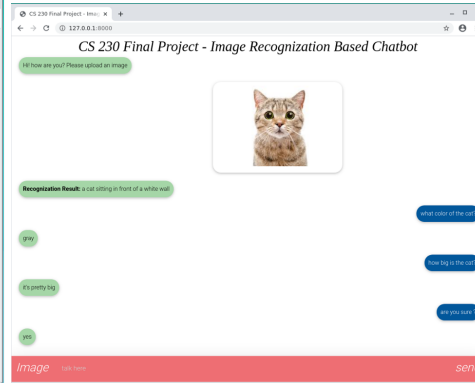 CS 230 Final Project - Imag
127.0.0.1:8000
CS 230 Final Project - Image Recognition Based Chatbot
Hi! how are you? Please upload an image
Recognition Result: a cat sitting in front of a white wall
what color of the cat?
gray
how big is the cat?
it's pretty big
are you sure ?
yes
Image talk here sen